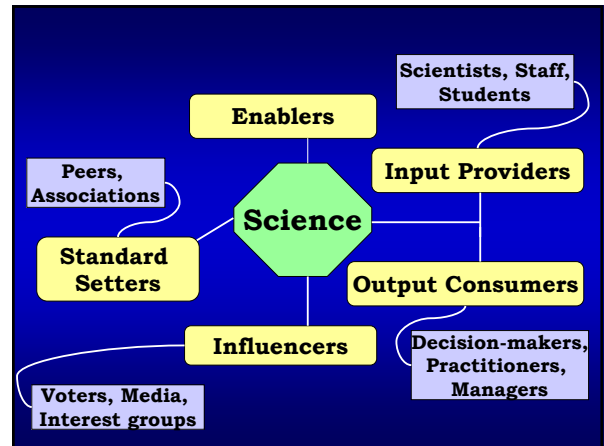 Scientists, Staff,
Students
Enablers
Peers,
Associations
Input Providers
Science
Standard
Setters
Output Consumers
Influencers
Decision-makers,
Practitioners,
Managers
Voters, Media,
Interest groups